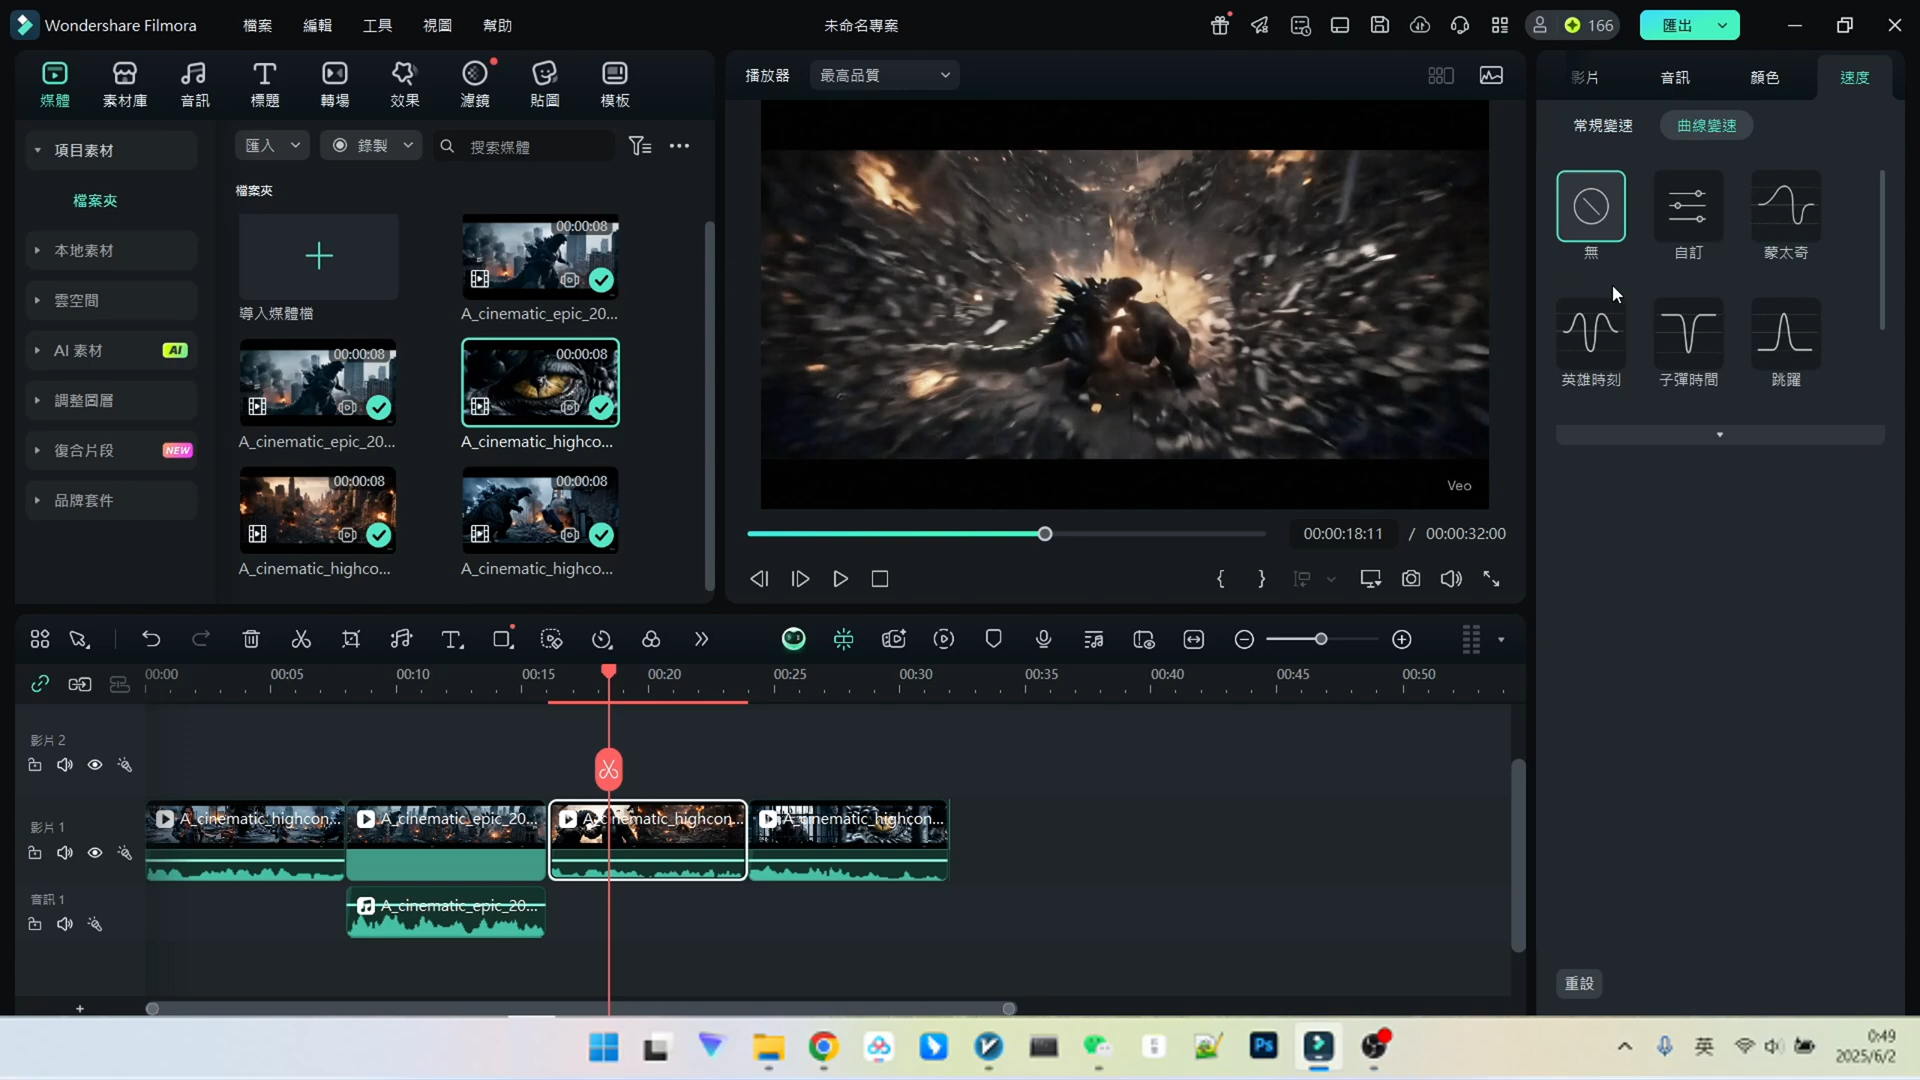 Wondershare Filmora
檔案
編輯
工具
視圖
幫助
未命名專案
166
匯出
媒體
素材庫
音訊
標題
轉場
效果
濾鏡
貼圖
模板
播放器
最高品質
影片
音訊
顏色
速度
常規變速
曲線變速
項目素材
檔案夾
本地素材
雲空間
AI 素材
AI
調整圖層
復合片段
NEW
品牌套件
匯入
錄製
搜索媒體
檔案夾
導入媒體檔
00:00:08
A_cinematic_epic_20...
00:00:08
A_cinematic_epic_20...
00:00:08
A_cinematic_highco...
00:00:08
A_cinematic_highco...
00:00:08
A_cinematic_highco...
Veo
00:00:18:11 / 00:00:32:00
無
自訂
蒙太奇
英雄時刻
子彈時間
跳躍
重設
00:00
00:05
00:10
00:15
00:20
00:25
00:30
00:35
00:40
00:45
00:50
影片 2
影片 1
A_cinematic_highcon...
A_cinematic_epic_20...
A_cinematic_highcon...
A_cinematic_highcon...
音訊 1
A_cinematic_epic_20...
Ps
英
0:49
2025/6/2